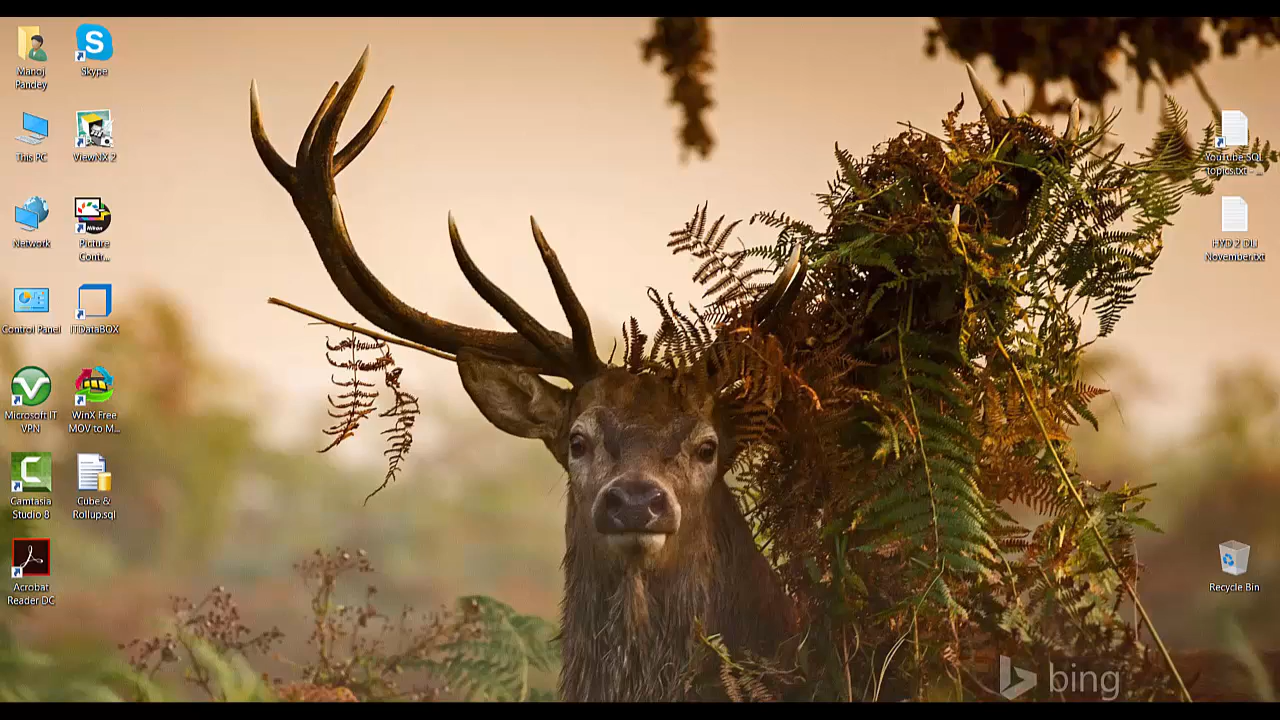 Manoj
Pandey
Skype
This PC
ViewNX 2
Network
Picture
Contr...
Control Panel
ITDataBOX
Microsoft IT
VPN
WinX Free
MOV to M...
Camtasia
Studio 8
Cube &
Rollup.sql
Acrobat
Reader DC
YouTube SQL
topics.txt - ...
HYD 2 DLI
November.txt
Recycle Bin
bing